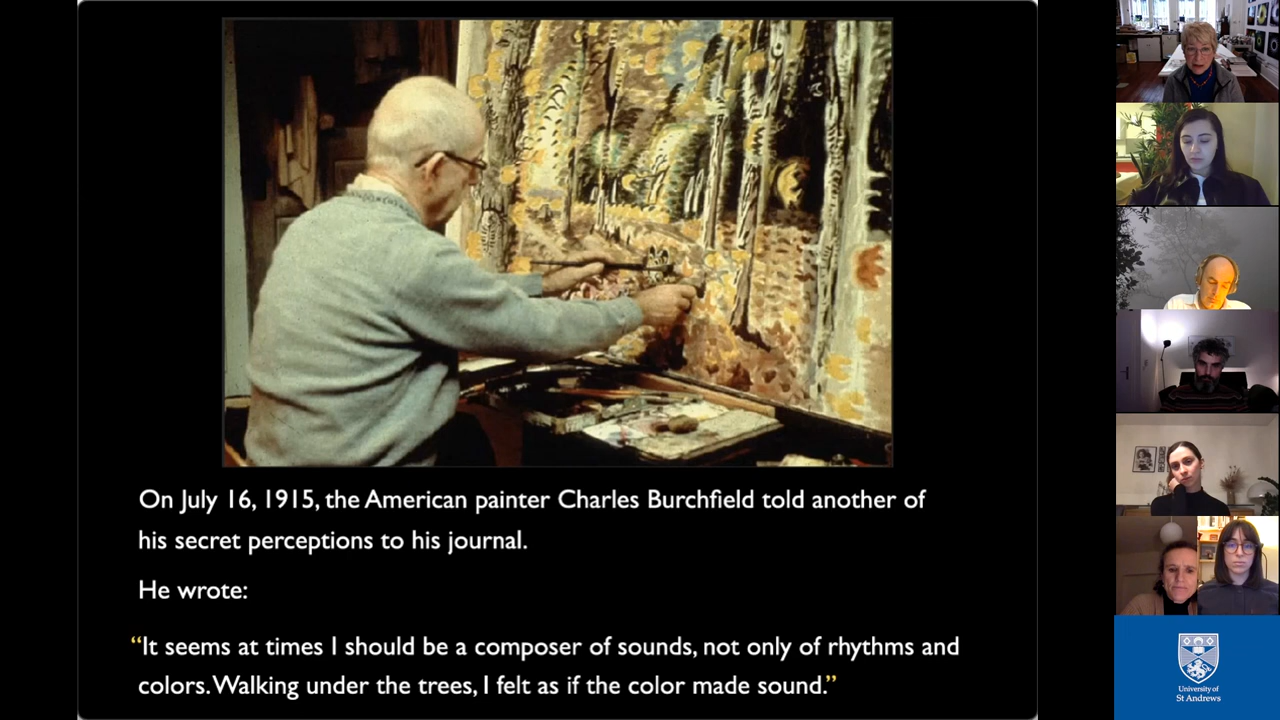 On July 16, 1915, the American painter Charles Burchfield told another of
his secret perceptions to his journal.
He wrote:
“It seems at times I should be a composer of sounds, not only of rhythms and
colors. Walking under the trees, I felt as if the color made sound.”
University of
St Andrews